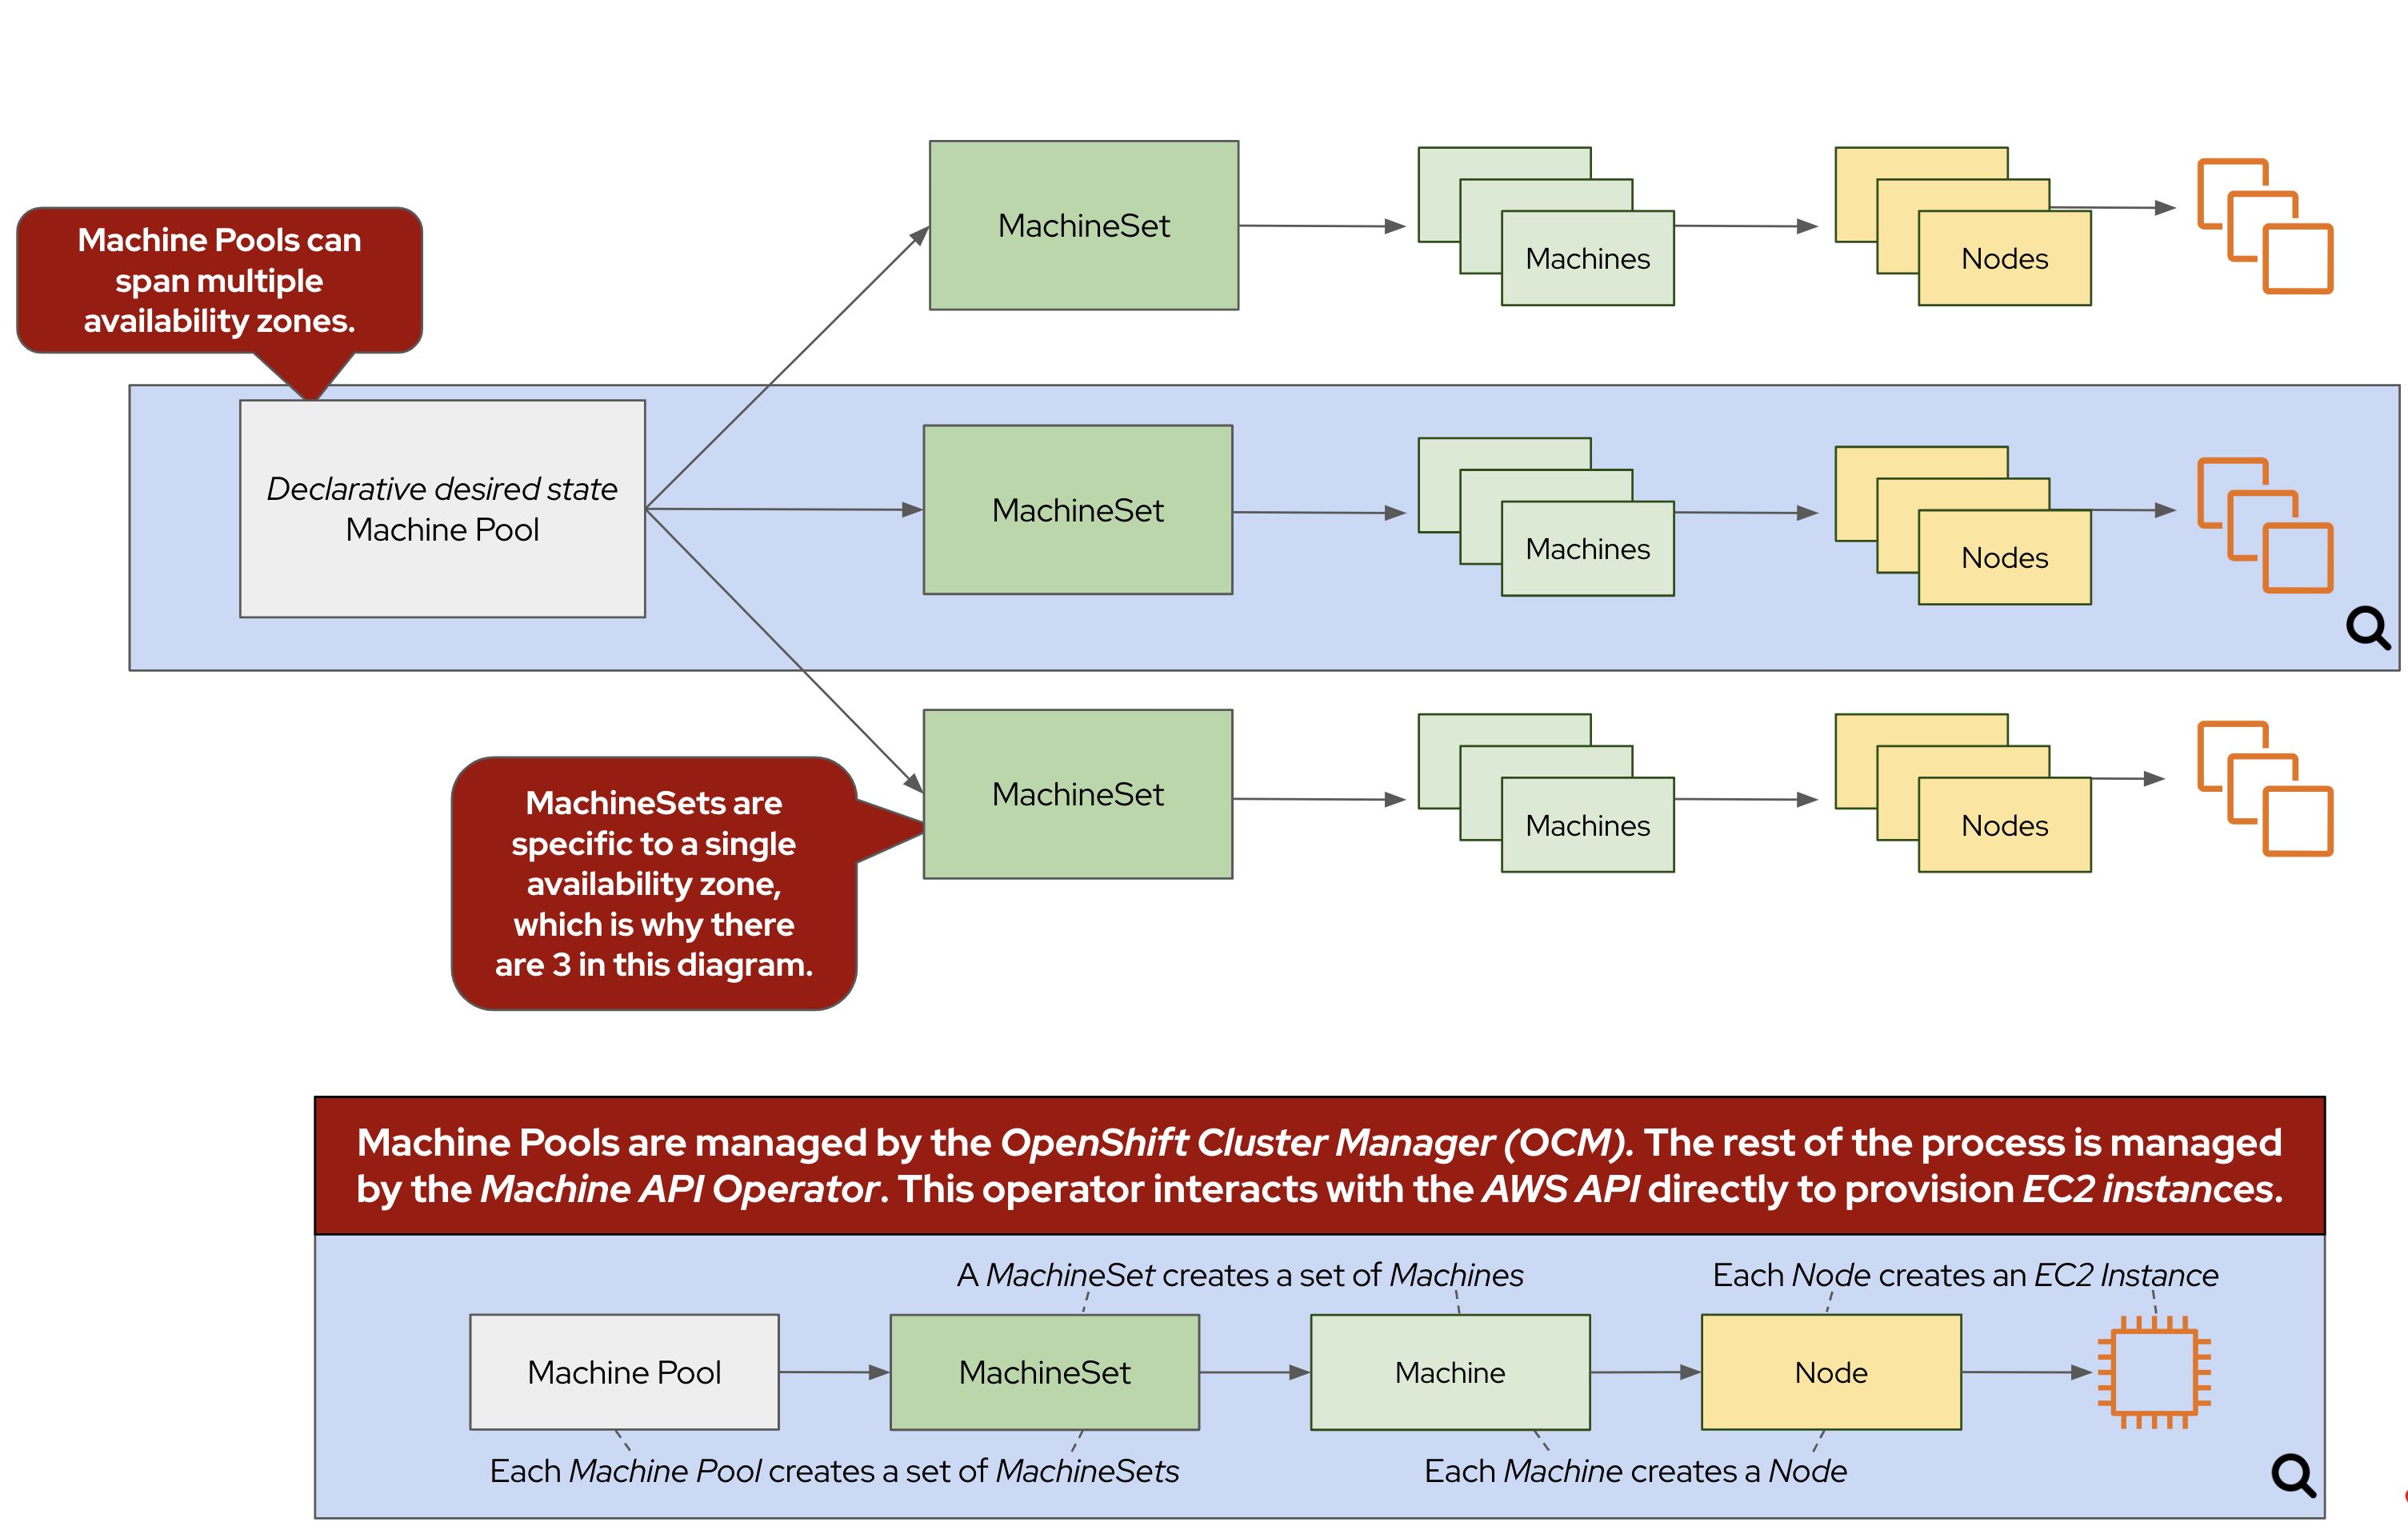 Machine Pools can
span multiple
availability zones.
MachineSet
Machines
Nodes
Declarative desired state
Machine Pool
MachineSet
Machines
Nodes
MachineSet
Machines
Nodes
MachineSets are
specific to a single
availability zone,
which is why there
are 3 in this diagram.
Machine Pools are managed by the OpenShift Cluster Manager (OCM). The rest of the process is managed
by the Machine API Operator. This operator interacts with the AWS API directly to provision EC2 instances.
A MachineSet creates a set of Machines
Each Node creates an EC2 Instance
Machine Pool
MachineSet
Machine
Node
Each Machine Pool creates a set of MachineSets
Each Machine creates a Node